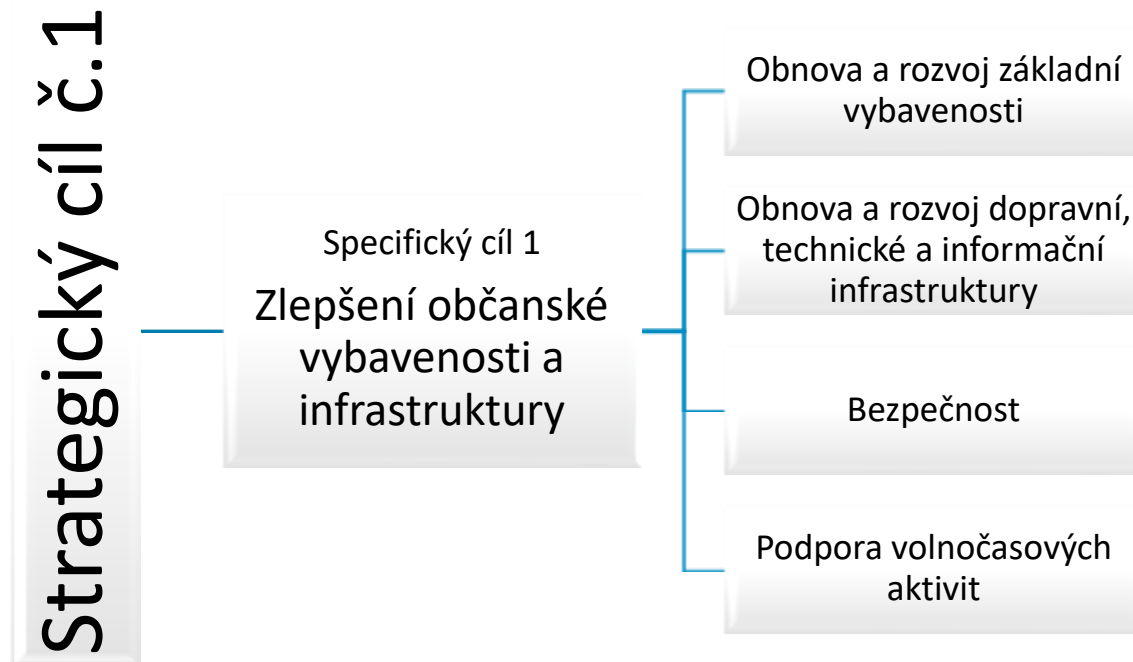 Strategický cíl č.1
Specifický cíl 1
Zlepšení občanské
vybavenosti a
infrastruktury
Obnova a rozvoj základní
vybavenosti
Obnova a rozvoj dopravní,
technické a informační
infrastruktury
Bezpečnost
Podpora volnočasových
aktivit